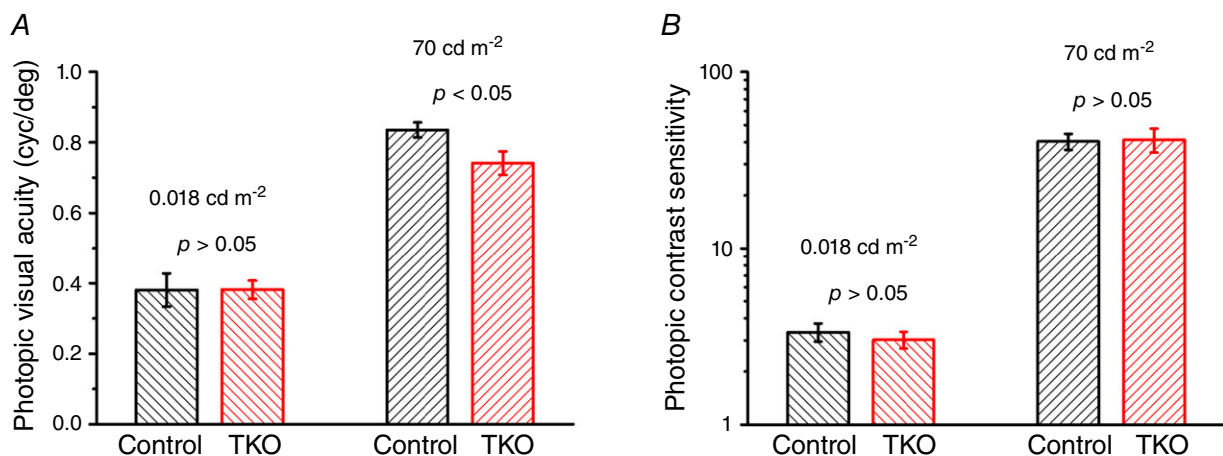 A
Photopic visual acuity (cyc/deg)
1.0
0.8
0.6
0.4
0.2
0.0
0.018 cd m⁻²
p > 0.05
70 cd m⁻²
p < 0.05
Control
TKO
Control
TKO
B
Photopic contrast sensitivity
100
10
1
0.018 cd m⁻²
p > 0.05
70 cd m⁻²
p > 0.05
Control
TKO
Control
TKO